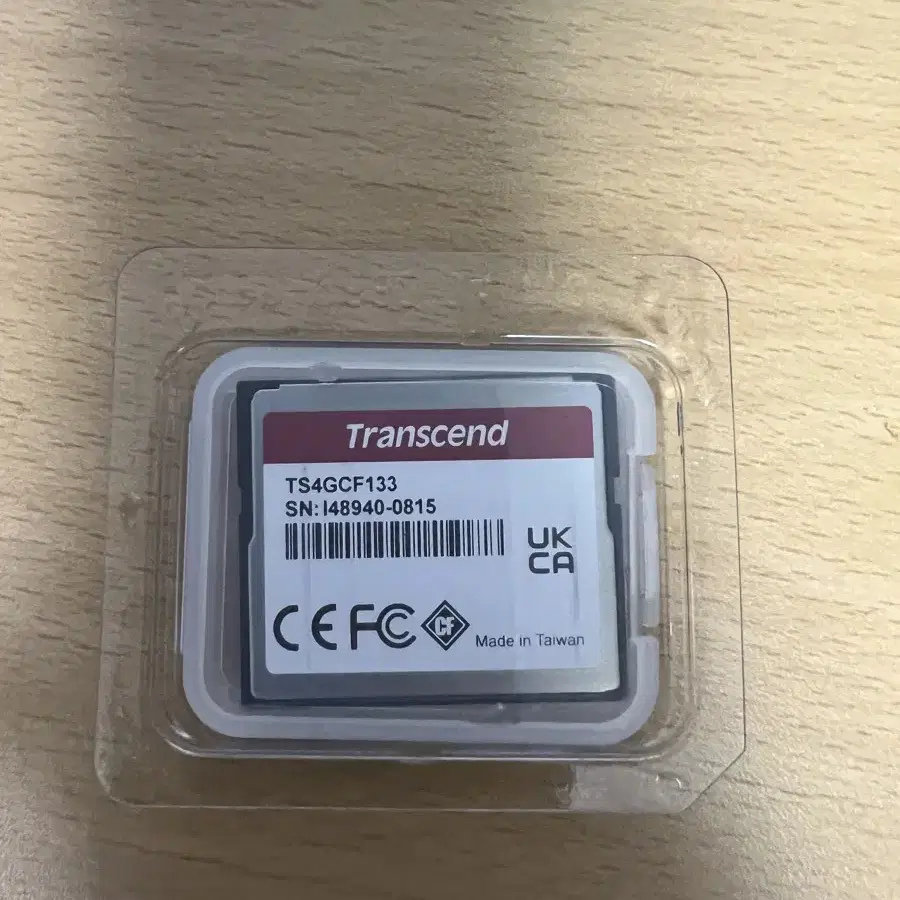 Transcend
TS4GCF133
SN: I48940-0815
UK
CA
CE FC CF
Made in Taiwan